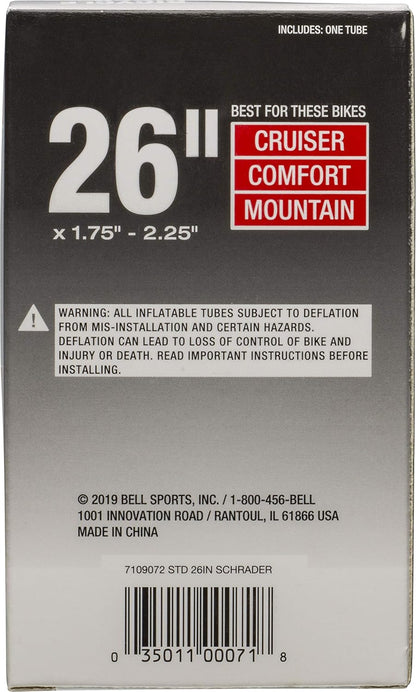 INCLUDES: ONE TUBE
26"
x 1.75" - 2.25"
BEST FOR THESE BIKES
CRUISER
COMFORT
MOUNTAIN
WARNING: ALL INFLATABLE TUBES SUBJECT TO DEFLATION
FROM MIS-INSTALLATION AND CERTAIN HAZARDS.
DEFLATION CAN LEAD TO LOSS OF CONTROL OF BIKE AND
INJURY OR DEATH. READ IMPORTANT INSTRUCTIONS BEFORE
INSTALLING.
© 2019 BELL SPORTS, INC. / 1-800-456-BELL
1001 INNOVATION ROAD / RANTOUL, IL 61866 USA
MADE IN CHINA
7109072 STD 26IN SCHRADER
0 35011 00071 8